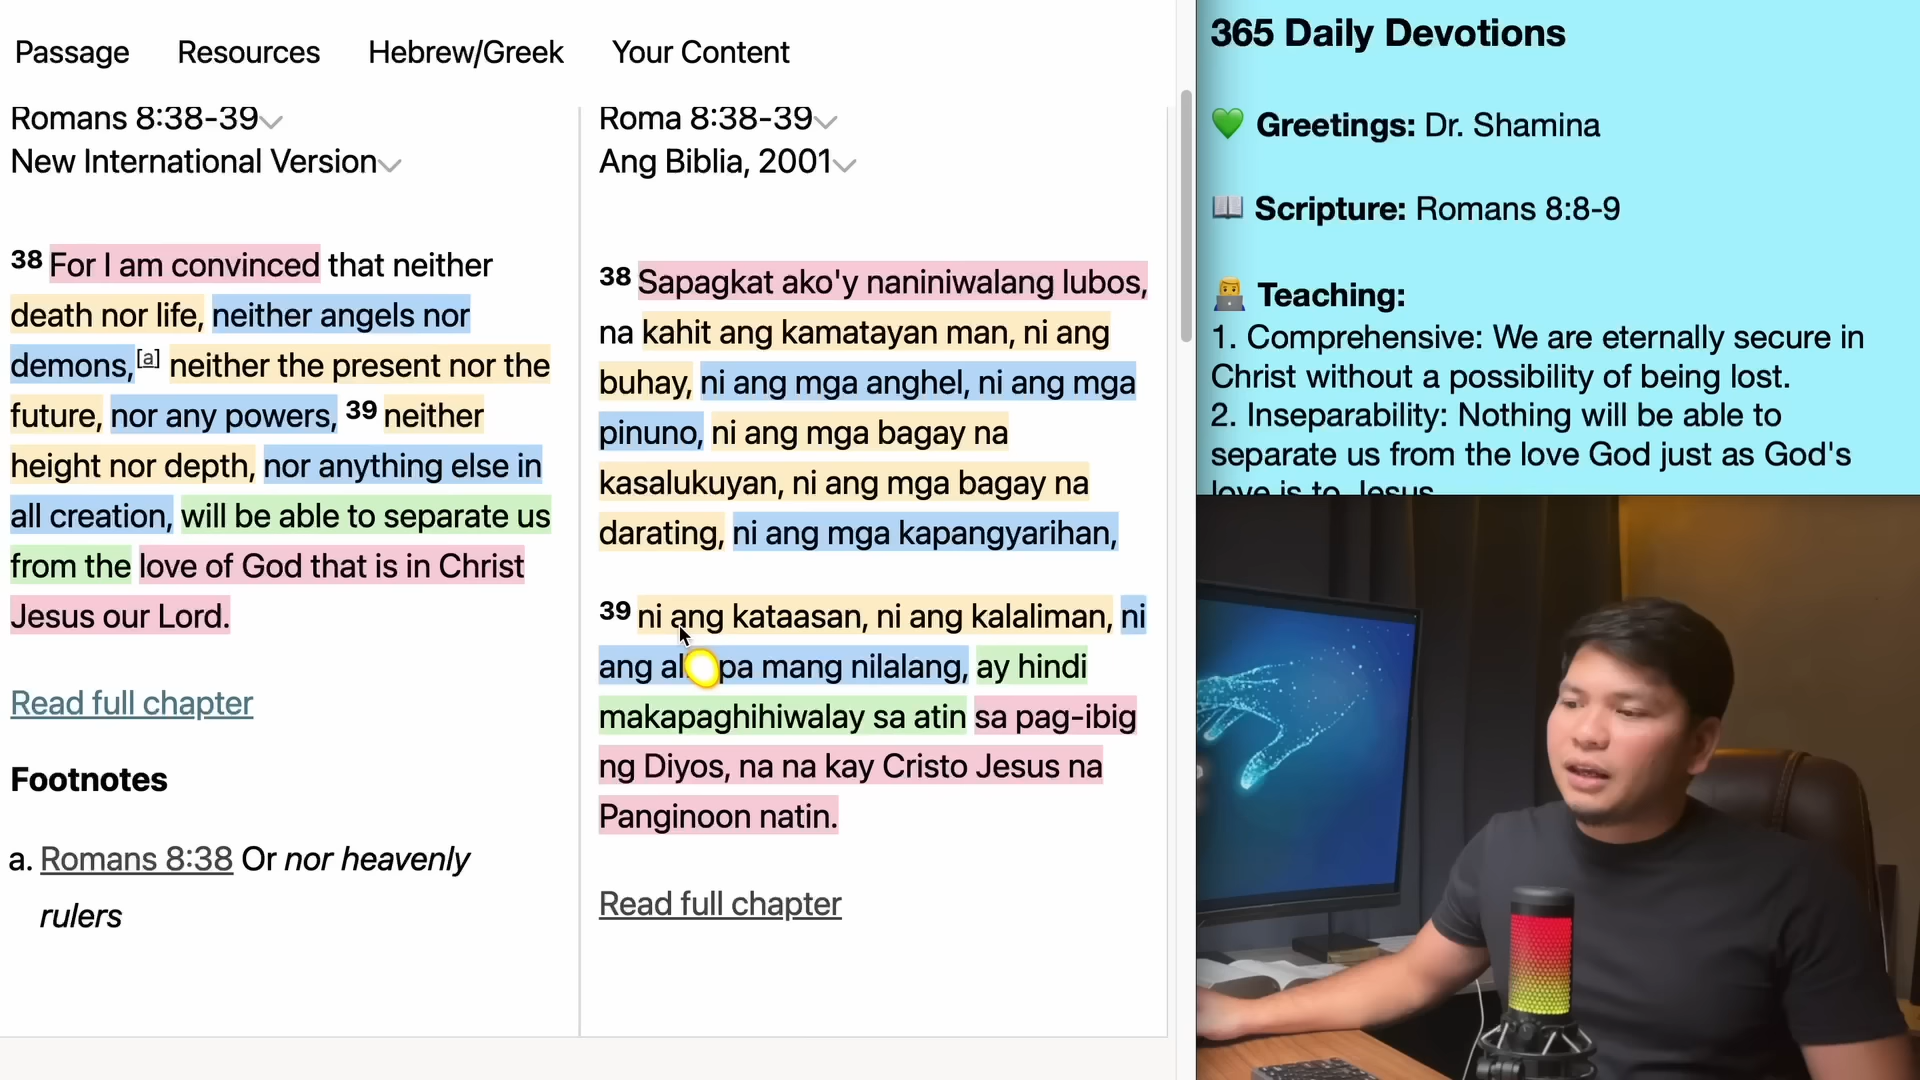 Passage Resources Hebrew/Greek Your Content
Romans 8:38-39
New International Version
38 For I am convinced that neither
death nor life, neither angels nor
demons,[a] neither the present nor the
future, nor any powers, 39 neither
height nor depth, nor anything else in
all creation, will be able to separate us
from the love of God that is in Christ
Jesus our Lord.
Read full chapter
Footnotes
a. Romans 8:38 Or nor heavenly
rulers
Roma 8:38-39
Ang Biblia, 2001
38 Sapagkat ako'y naniniwalang lubos,
na kahit ang kamatayan man, ni ang
buhay, ni ang mga anghel, ni ang mga
pinuno, ni ang mga bagay na
kasalukuyan, ni ang mga bagay na
darating, ni ang mga kapangyarihan,
39 ni ang kataasan, ni ang kalaliman, ni
ang pa mang nilalang, ay hindi
makapaghihiwalay sa atin sa pag-ibig
ng Diyos, na na kay Cristo Jesus na
Panginoon natin.
Read full chapter
365 Daily Devotions
Greetings: Dr. Shamina
Scripture: Romans 8:8-9
Teaching:
1. Comprehensive: We are eternally secure in
Christ without a possibility of being lost.
2. Inseparability: Nothing will be able to
separate us from the love God just as God's
love is to Jesus